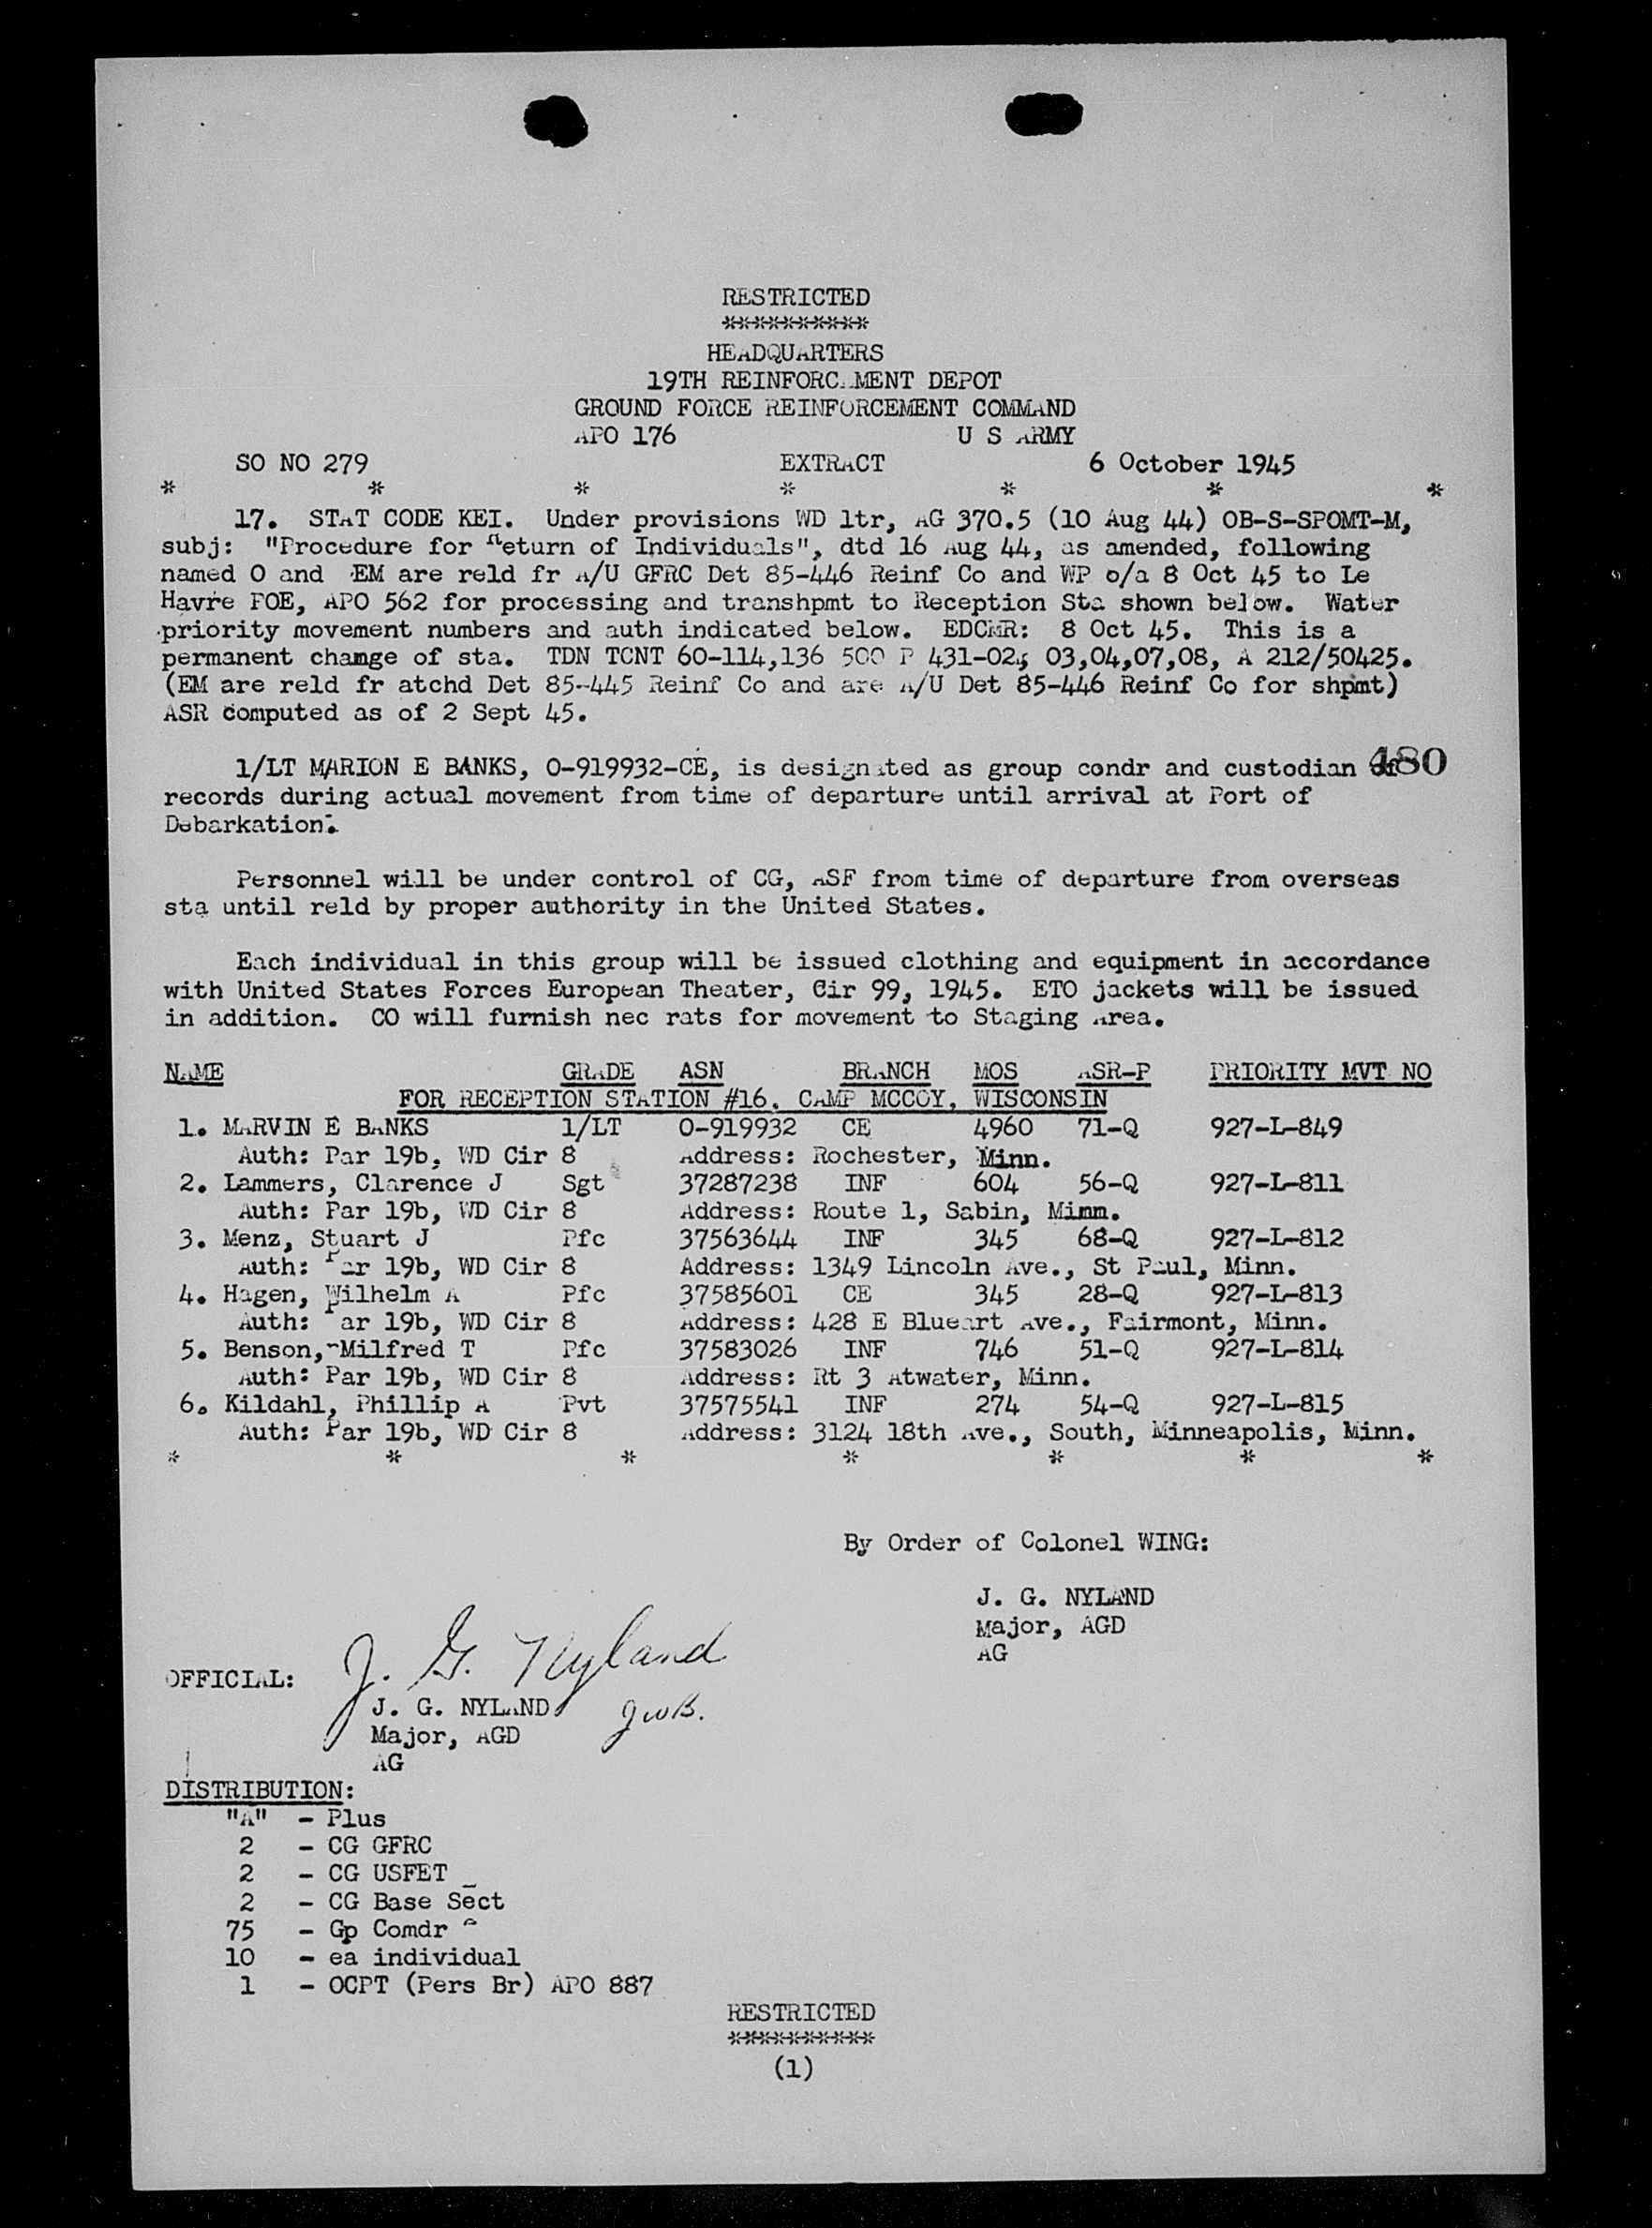 RESTRICTED
**********
HEADQUARTERS
19TH REINFORCEMENT DEPOT
GROUND FORCE REINFORCEMENT COMMAND
APO 176 U S ARMY
SO NO 279 EXTRACT 6 October 1945
* * * * * * *
17. STAT CODE KEI. Under provisions WD ltr, AG 370.5 (10 Aug 44) OB-S-SPOMT-M,
subj: "Procedure for Return of Individuals", dtd 16 Aug 44, as amended, following
named O and EM are reld fr A/U GFRC Det 85-446 Reinf Co and WP o/a 8 Oct 45 to Le
Havre POE, APO 562 for processing and transhpmt to Reception Sta shown below. Water
priority movement numbers and auth indicated below. EDCMR: 8 Oct 45. This is a
permanent change of sta. TDN TCNT 60-114,136 500 P 431-02, 03,04,07,08, A 212/50425.
(EM are reld fr atchd Det 85-445 Reinf Co and are A/U Det 85-446 Reinf Co for shpmt)
ASR computed as of 2 Sept 45.
1/LT MARION E BANKS, O-919932-CE, is designated as group condr and custodian of 480
records during actual movement from time of departure until arrival at Port of
Debarkation.
Personnel will be under control of CG, ASF from time of departure from overseas
sta until reld by proper authority in the United States.
Each individual in this group will be issued clothing and equipment in accordance
with United States Forces European Theater, Cir 99, 1945. ETO jackets will be issued
in addition. CO will furnish nec rats for movement to Staging Area.
NAME GRADE ASN BRANCH MOS ASR-P PRIORITY MVT NO
FOR RECEPTION STATION #16, CAMP MCCOY, WISCONSIN
1. MARVIN E BANKS 1/LT O-919932 CE 4960 71-Q 927-L-849
Auth: Par 19b, WD Cir 8 Address: Rochester, Minn.
2. Lammers, Clarence J Sgt 37287238 INF 604 56-Q 927-L-811
Auth: Par 19b, WD Cir 8 Address: Route 1, Sabin, Minn.
3. Menz, Stuart J Pfc 37563644 INF 345 68-Q 927-L-812
Auth: Par 19b, WD Cir 8 Address: 1349 Lincoln Ave., St Paul, Minn.
4. Hagen, Wilhelm A Pfc 37585601 CE 345 28-Q 927-L-813
Auth: Par 19b, WD Cir 8 Address: 428 E Blueart Ave., Fairmont, Minn.
5. Benson, Milfred T Pfc 37583026 INF 746 51-Q 927-L-814
Auth: Par 19b, WD Cir 8 Address: Rt 3 Atwater, Minn.
6. Kildahl, Phillip A Pvt 37575541 INF 274 54-Q 927-L-815
Auth: Par 19b, WD Cir 8 Address: 3124 18th Ave., South, Minneapolis, Minn.
* * * * * * *
By Order of Colonel WING:
J. G. NYLAND
Major, AGD
AG
J. G. Nyland
OFFICIAL:
J. G. NYLAND JWB.
Major, AGD
AG
DISTRIBUTION:
"A" - Plus
2 - CG GFRC
2 - CG USFET
2 - CG Base Sect
75 - Gp Comdr
10 - ea individual
1 - OCPT (Pers Br) APO 887
RESTRICTED
**********
(1)